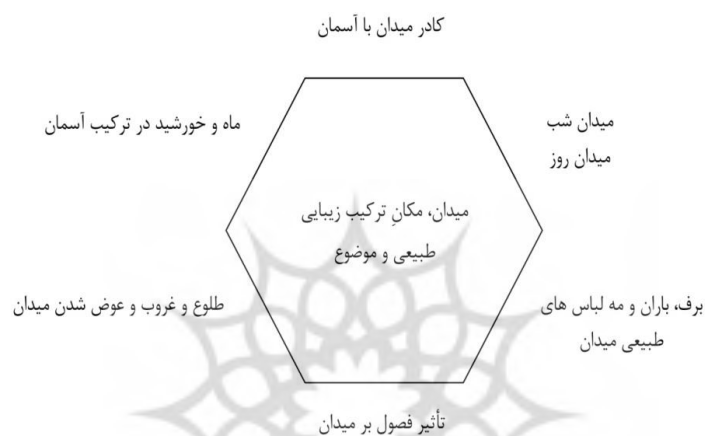 کادر میدان با آسمان
میدان شب
میدان روز
ماه و خورشید در ترکیب آسمان
میدان، مکانِ ترکیب زیبایی
طبیعی و موضوع
برف، باران و مه لباس های
طبیعی میدان
طلوع و غروب و عوض شدن میدان
تأثیر فصول بر میدان